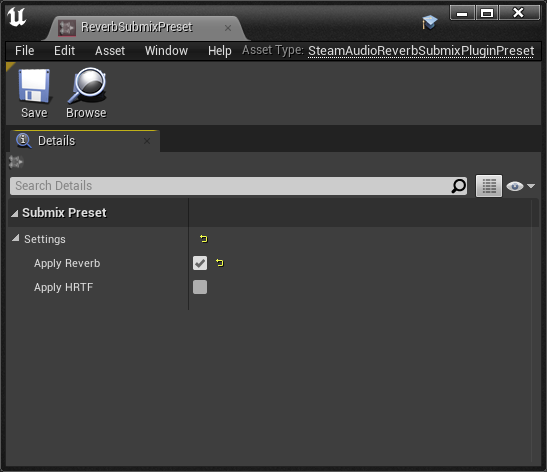 ReverbSubmixPreset
File Edit Asset Window Help Asset Type: SteamAudioReverbSubmixPluginPreset
Save Browse
Details
Search Details
Submix Preset
Settings
Apply Reverb
Apply HRTF